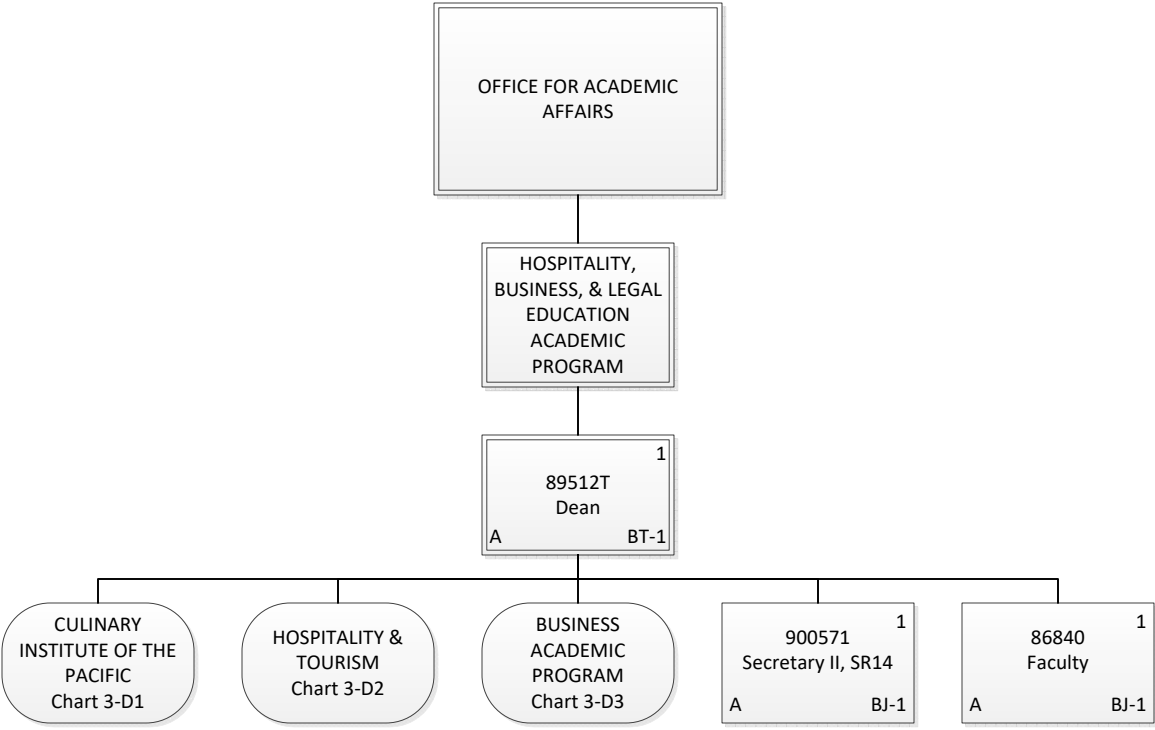 OFFICE FOR ACADEMIC
AFFAIRS
HOSPITALITY,
BUSINESS, & LEGAL
EDUCATION
ACADEMIC
PROGRAM
1
89512T
Dean
A BT-1
CULINARY
INSTITUTE OF THE
PACIFIC
Chart 3-D1
HOSPITALITY &
TOURISM
Chart 3-D2
BUSINESS
ACADEMIC
PROGRAM
Chart 3-D3
1
900571
Secretary II, SR14
A BJ-1
1
86840
Faculty
A BJ-1